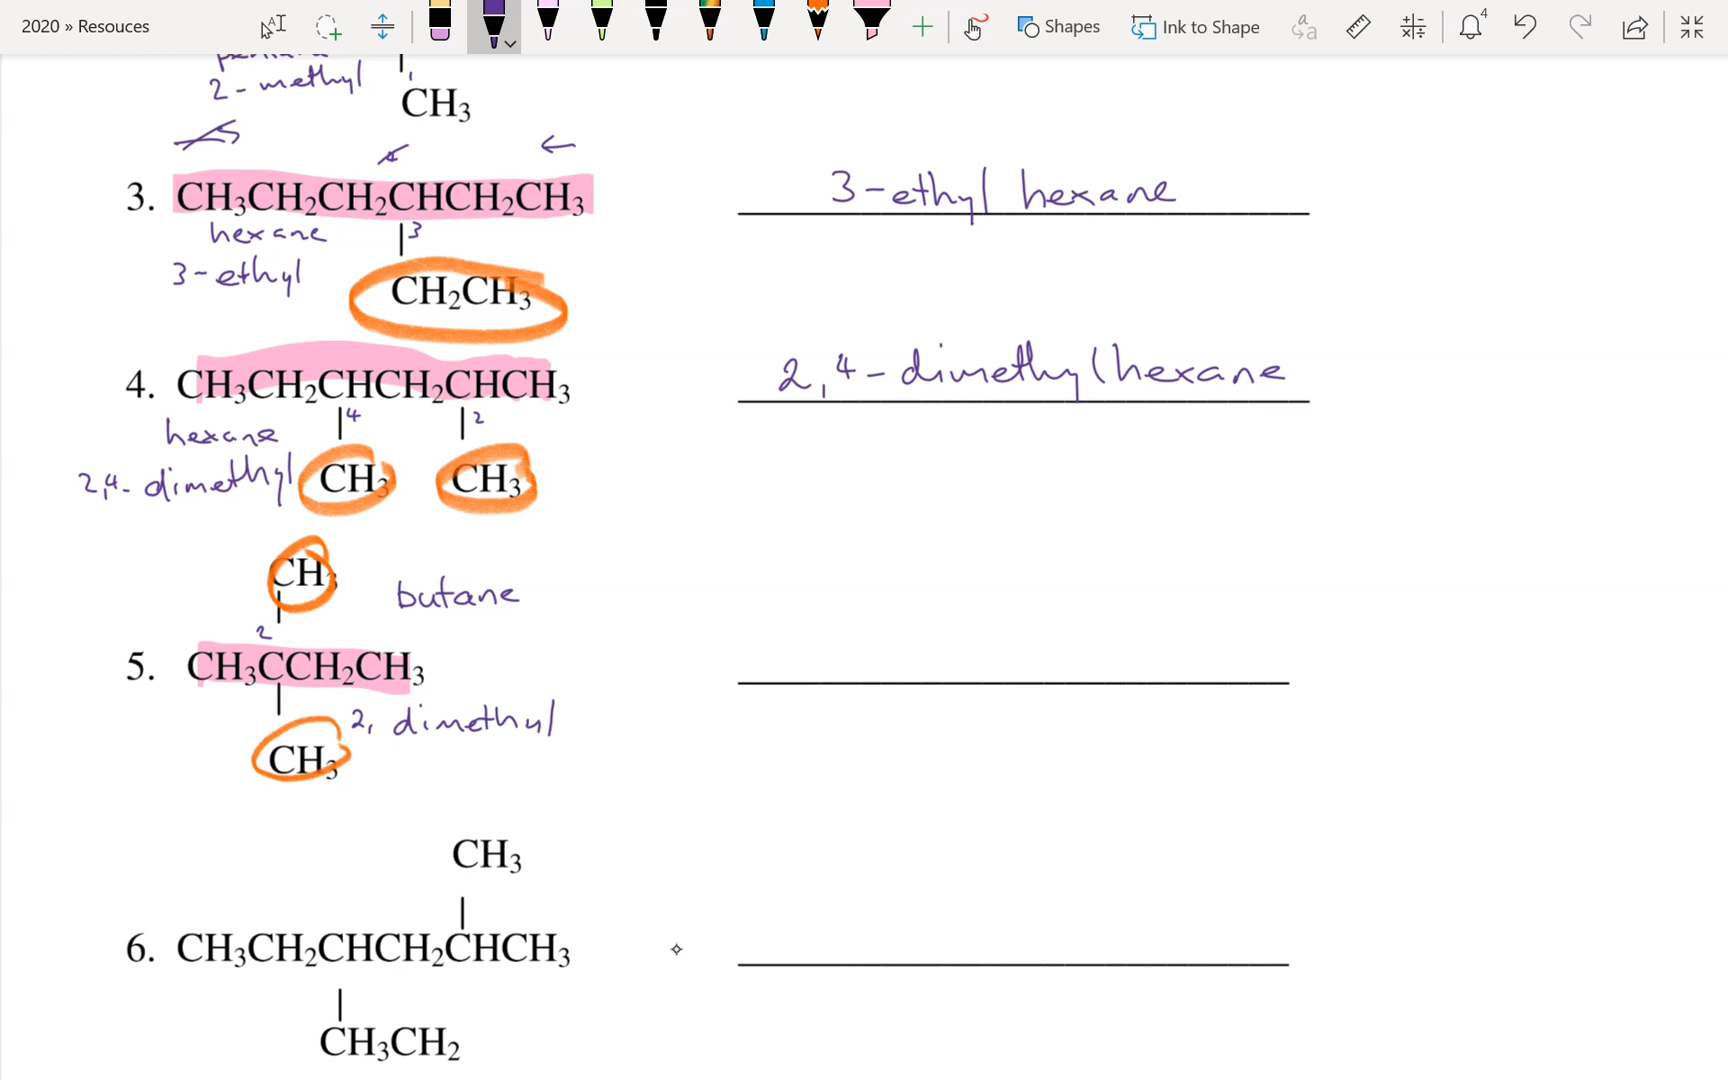 2020 » Resouces
Shapes
Ink to Shape
4
2 - methyl
CH₃
3. CH₃CH₂CH₂CHCH₂CH₃
3-ethyl hexane
hexane
3
3-ethyl
CH₂CH₃
4. CH₃CH₂CHCH₂CHCH₃
2,4-dimethylhexane
4 2
hexane
2,4- dimethyl CH₃ CH₃
CH₃
butane
2
5. CH₃CCH₂CH₃
2, dimethyl
CH₃
CH₃
6. CH₃CH₂CHCH₂CHCH₃
CH₃CH₂